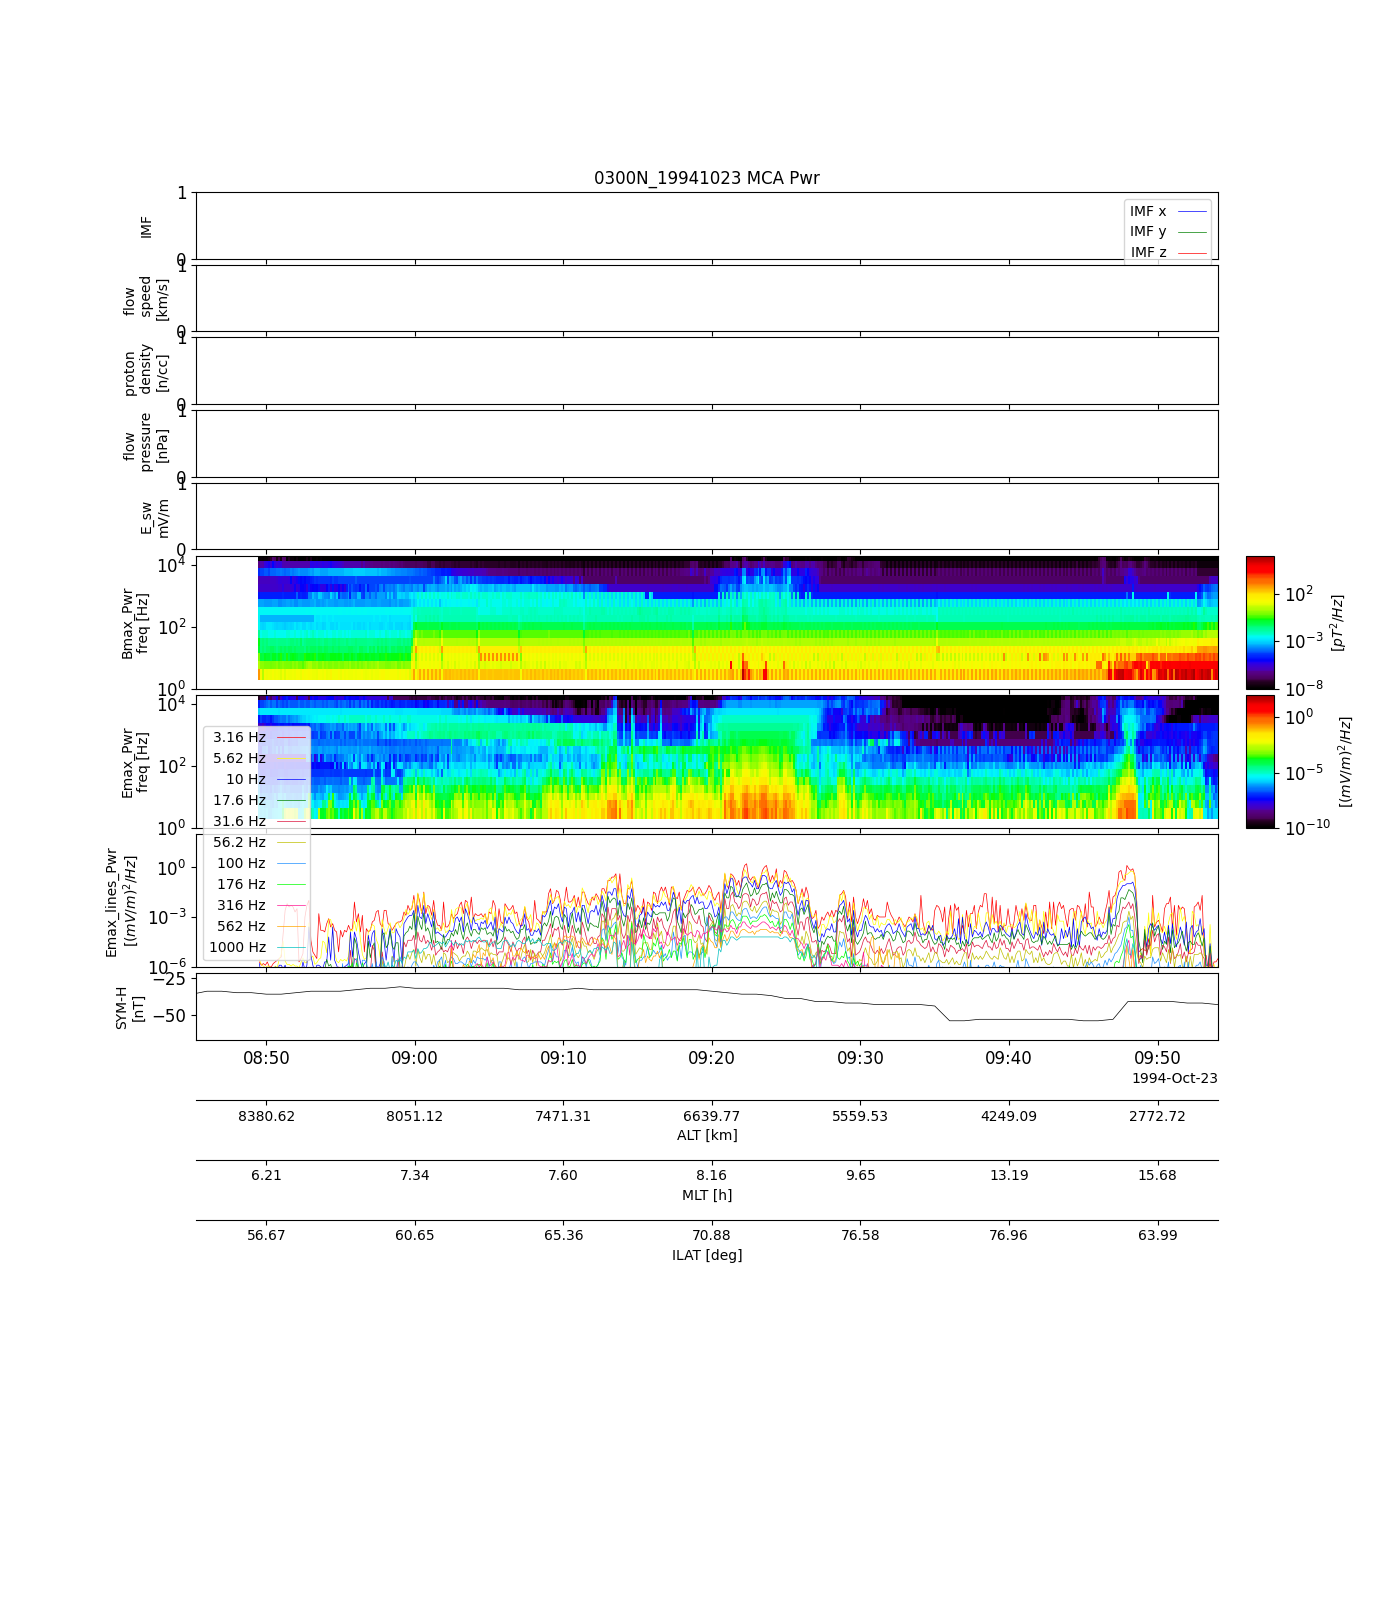 0300N_19941023 MCA Pwr
1
IMF
0
IMF x
IMF y
IMF z
1
flow
speed
[km/s]
0
1
proton
density
[n/cc]
0
1
flow
pressure
[nPa]
0
1
E_sw
mV/m
0
10^4
10^2
10^0
Bmax_Pwr
freq [Hz]
10^2
10^-3
10^-8
[pT^2/Hz]
10^4
10^2
10^0
Emax_Pwr
freq [Hz]
10^0
10^-5
10^-10
[(mV/m)^2/Hz]
3.16 Hz
5.62 Hz
10 Hz
17.6 Hz
31.6 Hz
56.2 Hz
100 Hz
176 Hz
316 Hz
562 Hz
1000 Hz
10^0
10^-3
10^-6
Emax_lines_Pwr
[(mV/m)^2/Hz]
−25
−50
SYM-H
[nT]
08:50 09:00 09:10 09:20 09:30 09:40 09:50
1994-Oct-23
8380.62 8051.12 7471.31 6639.77 5559.53 4249.09 2772.72
ALT [km]
6.21 7.34 7.60 8.16 9.65 13.19 15.68
MLT [h]
56.67 60.65 65.36 70.88 76.58 76.96 63.99
ILAT [deg]